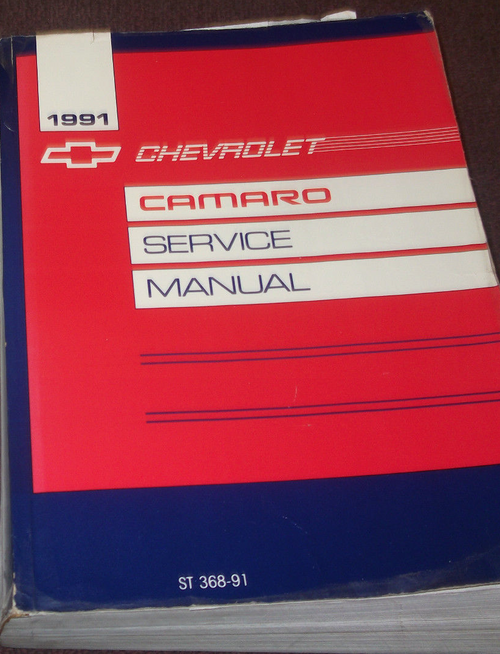 1991
CHEVROLET
CAMARO
SERVICE
MANUAL
ST 368-91